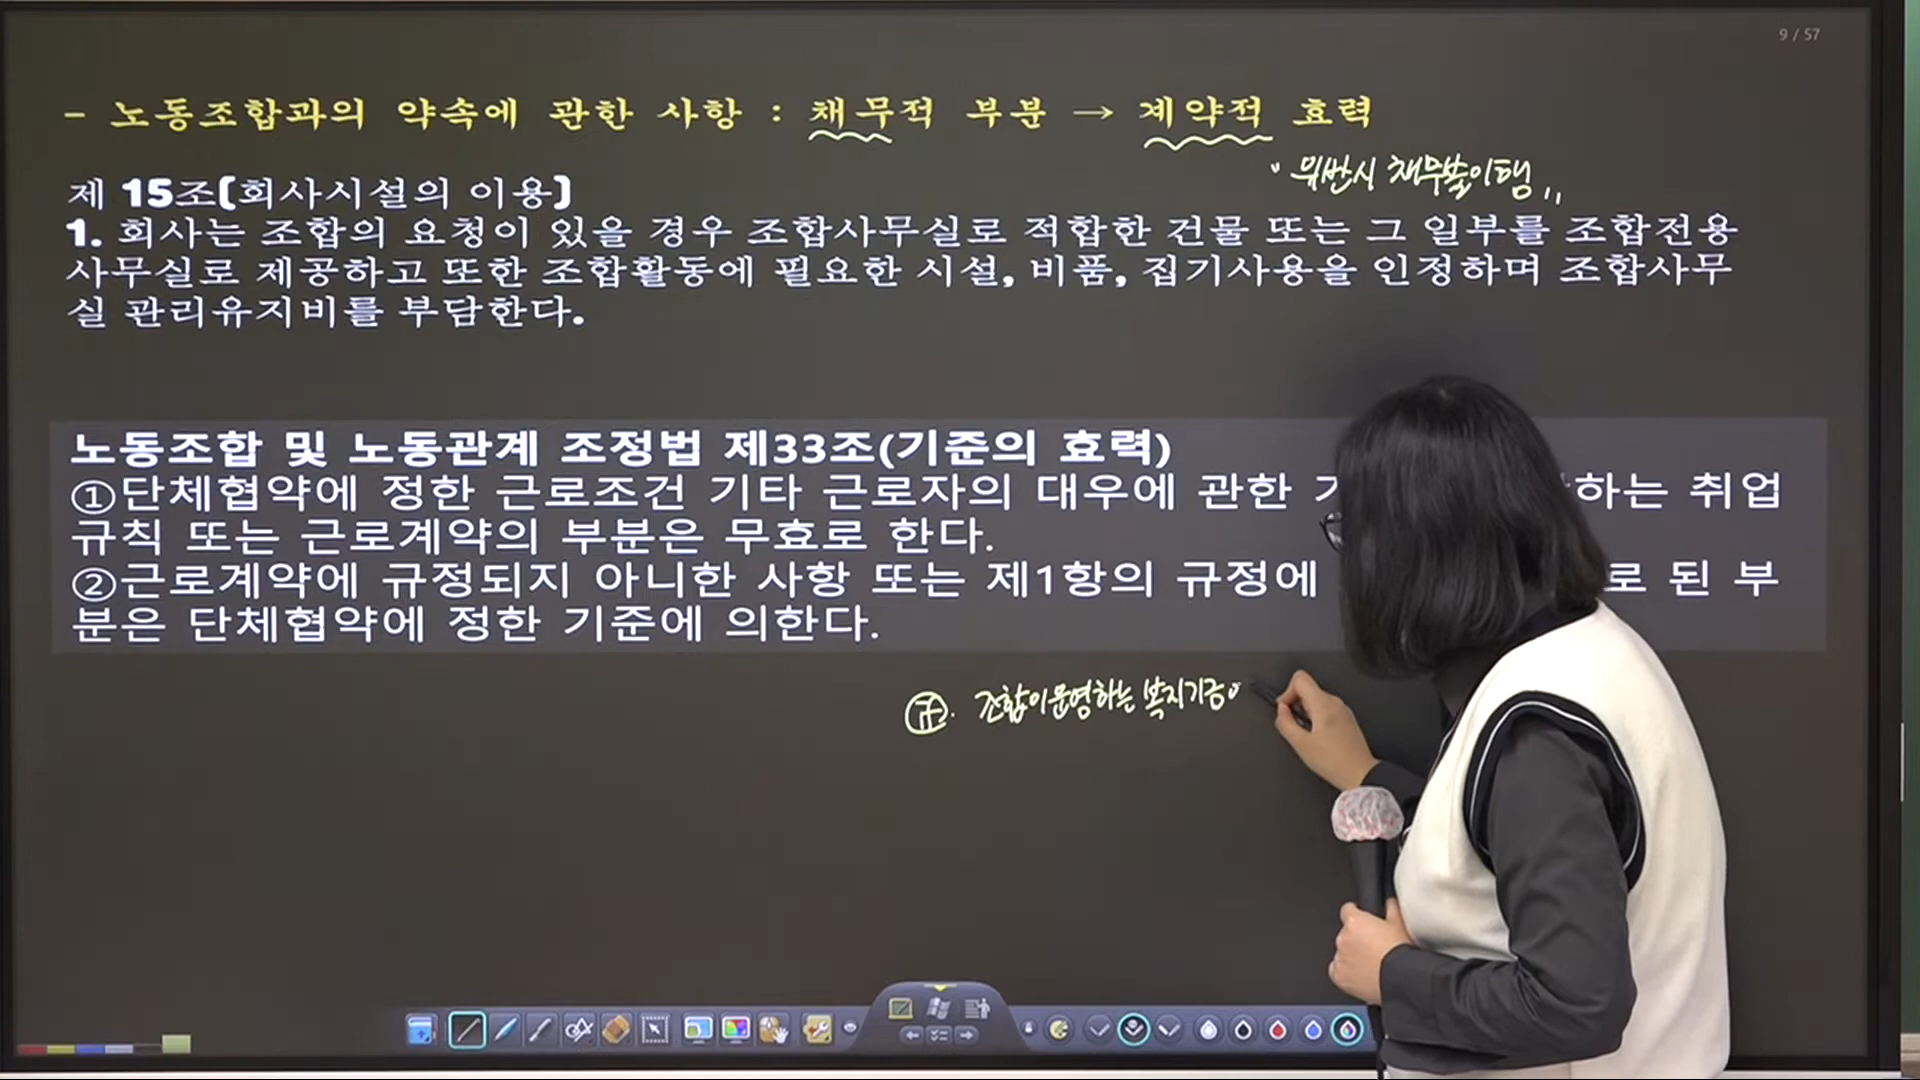 9 / 57
- 노동조합과의 약속에 관한 사항 : 채무적 부분 → 계약적 효력
" 위반시 채무불이행 "
제 15조(회사시설의 이용)
1. 회사는 조합의 요청이 있을 경우 조합사무실로 적합한 건물 또는 그 일부를 조합전용
사무실로 제공하고 또한 조합활동에 필요한 시설, 비품, 집기사용을 인정하며 조합사무
실 관리유지비를 부담한다.
노동조합 및 노동관계 조정법 제33조(기준의 효력)
①단체협약에 정한 근로조건 기타 근로자의 대우에 관한 하는 취업
규칙 또는 근로계약의 부분은 무효로 한다.
②근로계약에 규정되지 아니한 사항 또는 제1항의 규정에 로 된 부
분은 단체협약에 정한 기준에 의한다.
조합이 운영하는 복지기금